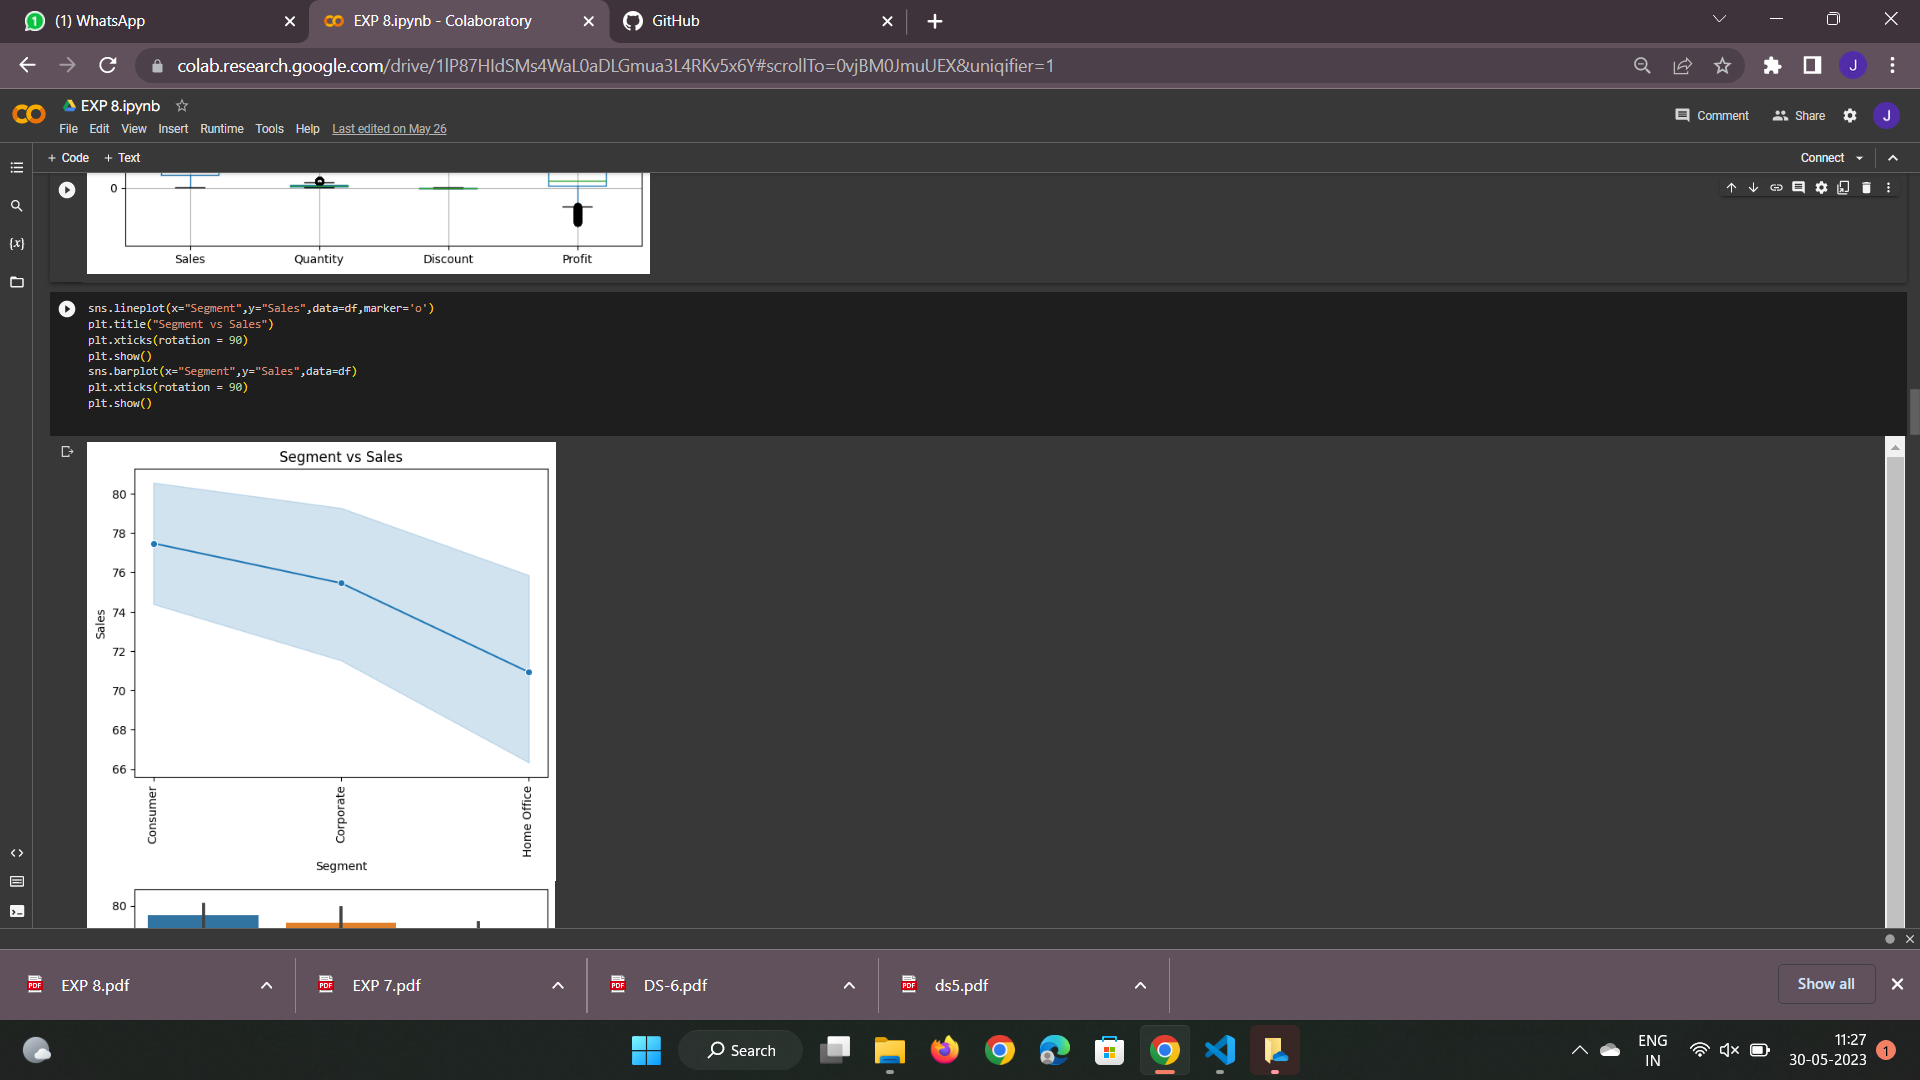 (1) WhatsApp
EXP 8.ipynb - Colaboratory
GitHub
colab.research.google.com/drive/1lP87HIdSMs4WaL0aDLGmua3L4RKv5x6Y#scrollTo=0vjBM0JmuUEX&uniqifier=1
J
EXP 8.ipynb
File Edit View Insert Runtime Tools Help Last edited on May 26
Comment Share J
+ Code + Text
Connect
{x}
0
Sales Quantity Discount Profit
sns.lineplot(x="Segment",y="Sales",data=df,marker='o')
plt.title("Segment vs Sales")
plt.xticks(rotation = 90)
plt.show()
sns.barplot(x="Segment",y="Sales",data=df)
plt.xticks(rotation = 90)
plt.show()
Segment vs Sales
80
78
76
74
72
70
68
66
Sales
Consumer Corporate Home Office
Segment
80
EXP 8.pdf EXP 7.pdf DS-6.pdf ds5.pdf Show all
Search
ENG
IN
11:27
30-05-2023
1